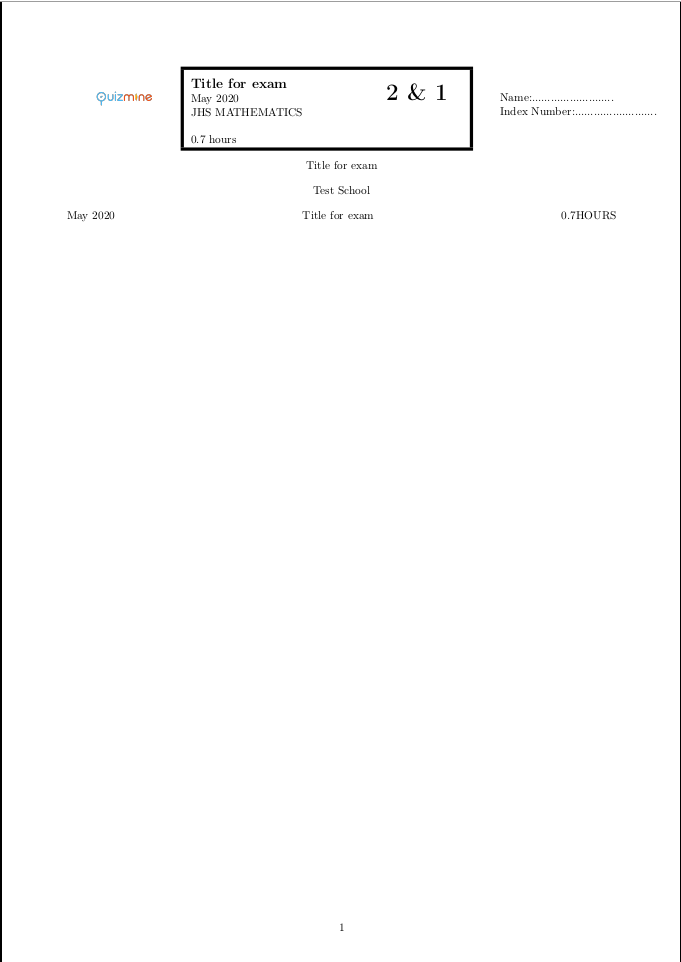 Quizmine
Title for exam
2 & 1
May 2020
JHS MATHEMATICS
0.7 hours
Name:..........................
Index Number:..........................
Title for exam
Test School
May 2020 Title for exam 0.7HOURS
1